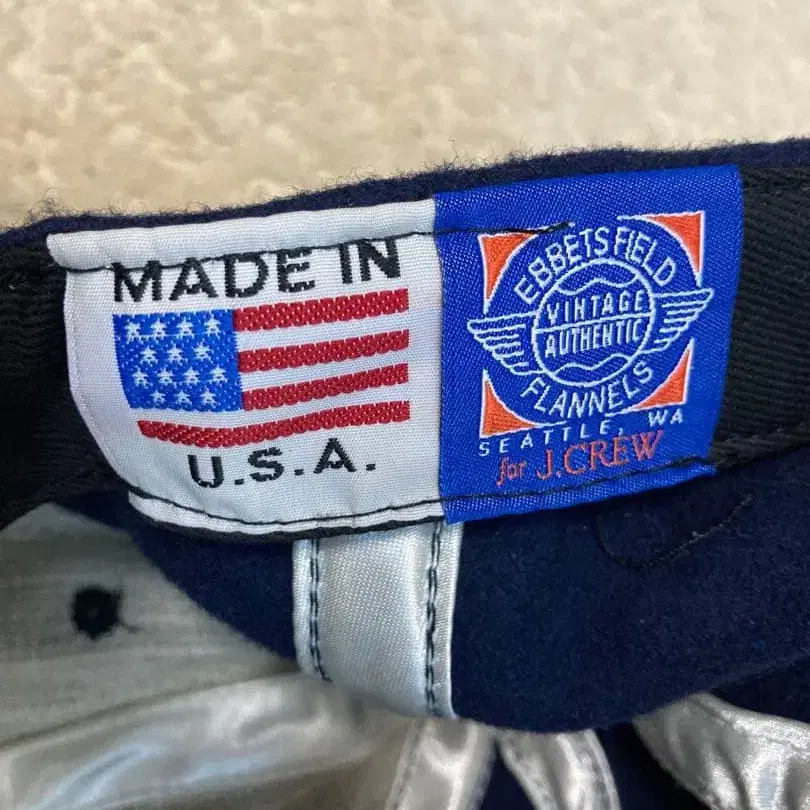 MADE IN
U.S.A.
EBBETS FIELD
VINTAGE
AUTHENTIC
FLANNELS
SEATTLE, WA
for J.CREW